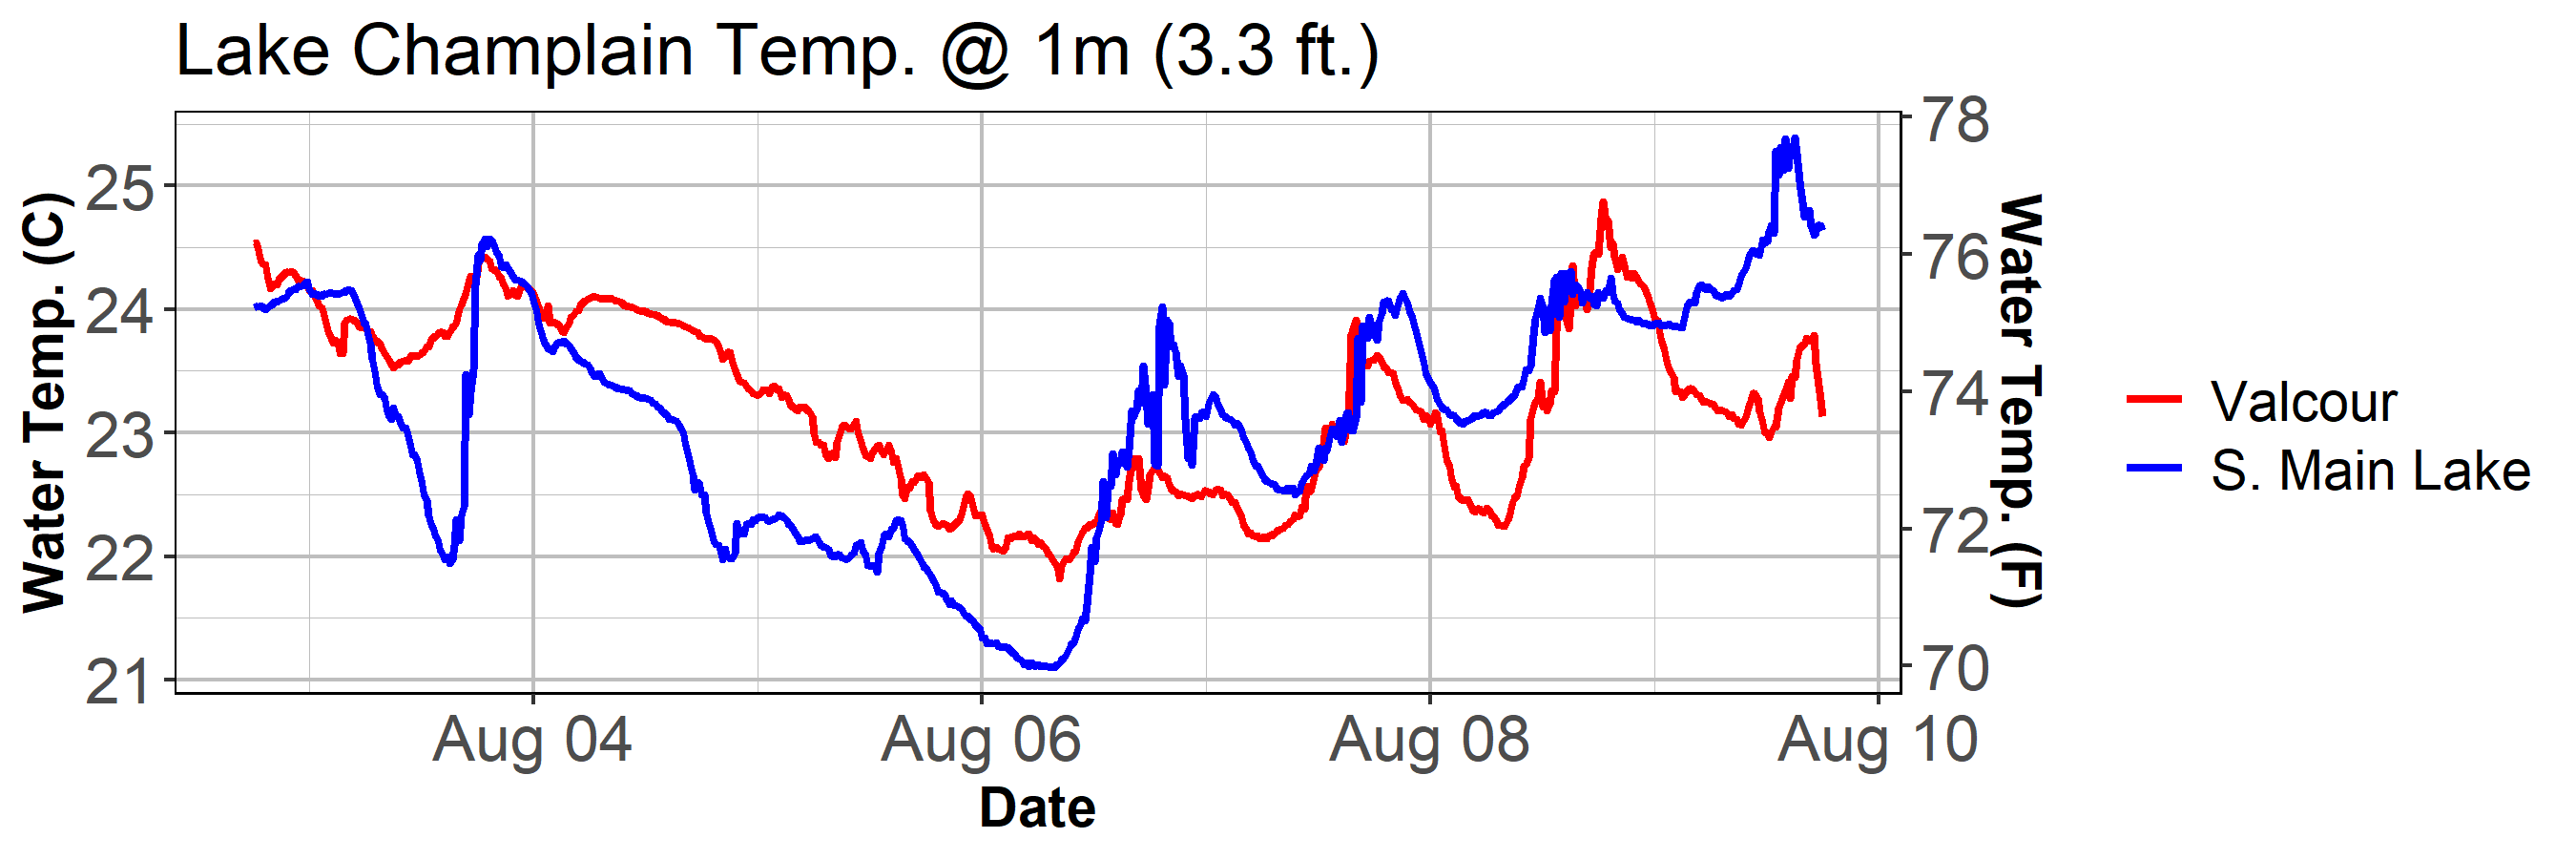 Lake Champlain Temp. @ 1m (3.3 ft.)
Water Temp. (C)
25
24
23
22
21
78
76
74
72
70
Water Temp. (F)
Aug 04
Aug 06
Aug 08
Aug 10
Date
Valcour
S. Main Lake